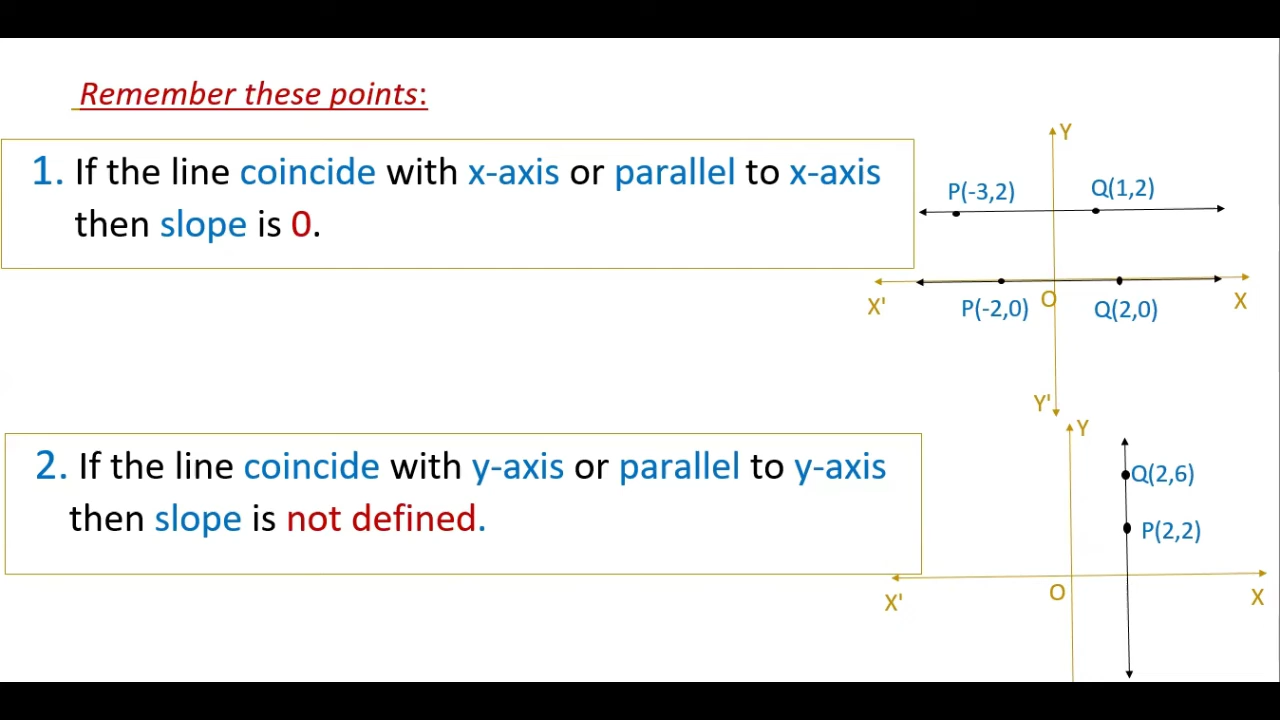 Remember these points:
1. If the line coincide with x-axis or parallel to x-axis
then slope is 0.
Y
P(-3,2)
Q(1,2)
X'
P(-2,0)
O
Q(2,0)
X
Y'
2. If the line coincide with y-axis or parallel to y-axis
then slope is not defined.
Y
Q(2,6)
P(2,2)
X'
O
X